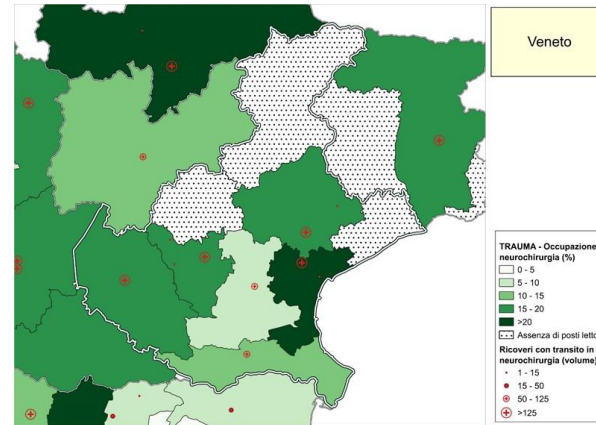 Veneto
TRAUMA - Occupazione
neurochirurgia (%)
0 - 5
5 - 10
10 - 15
15 - 20
>20
Assenza di posti letto
Ricoveri con transito in
neurochirurgia (volume)
1 - 15
15 - 50
50 - 125
>125